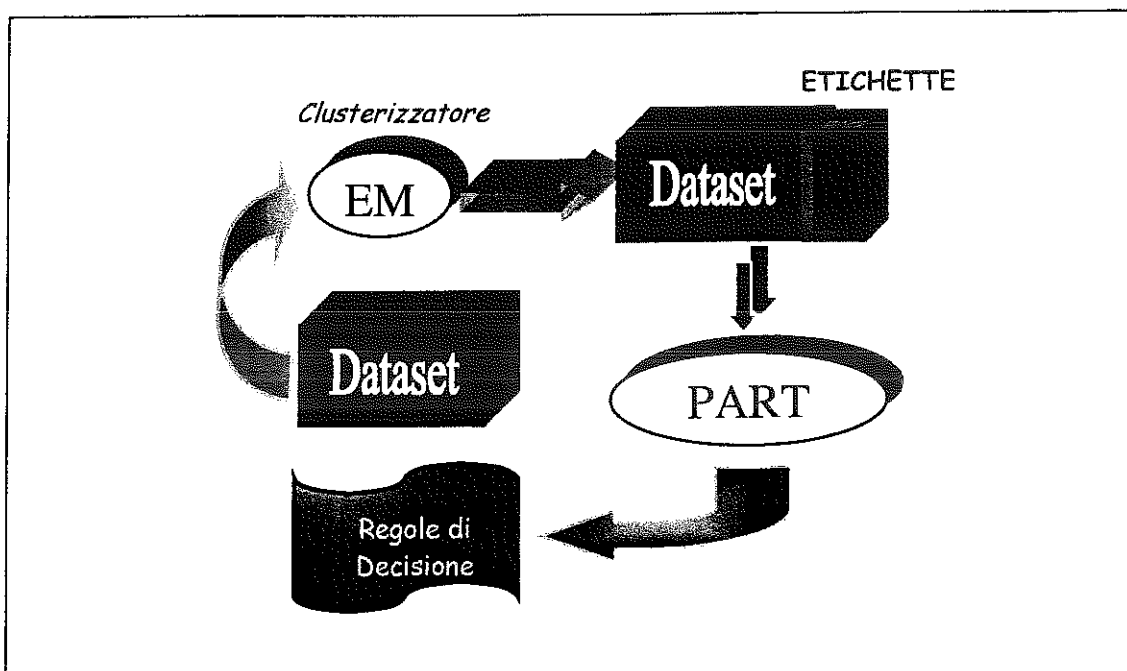 ETICHETTE
Clusterizzatore
EM
Dataset
Dataset
PART
Regole di
Decisione